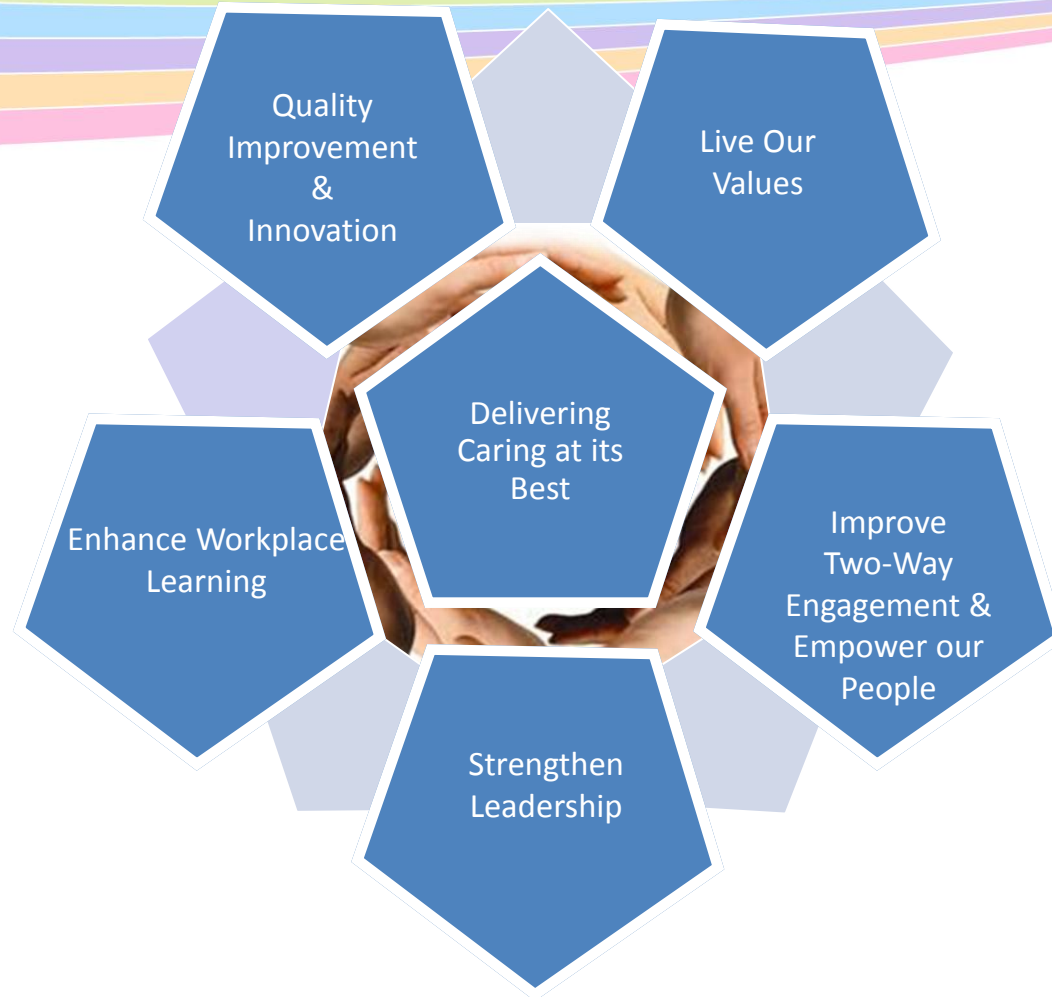 Quality
Improvement
&
Innovation
Live Our
Values
Delivering
Caring at its
Best
Enhance Workplace
Learning
Improve
Two-Way
Engagement &
Empower our
People
Strengthen
Leadership